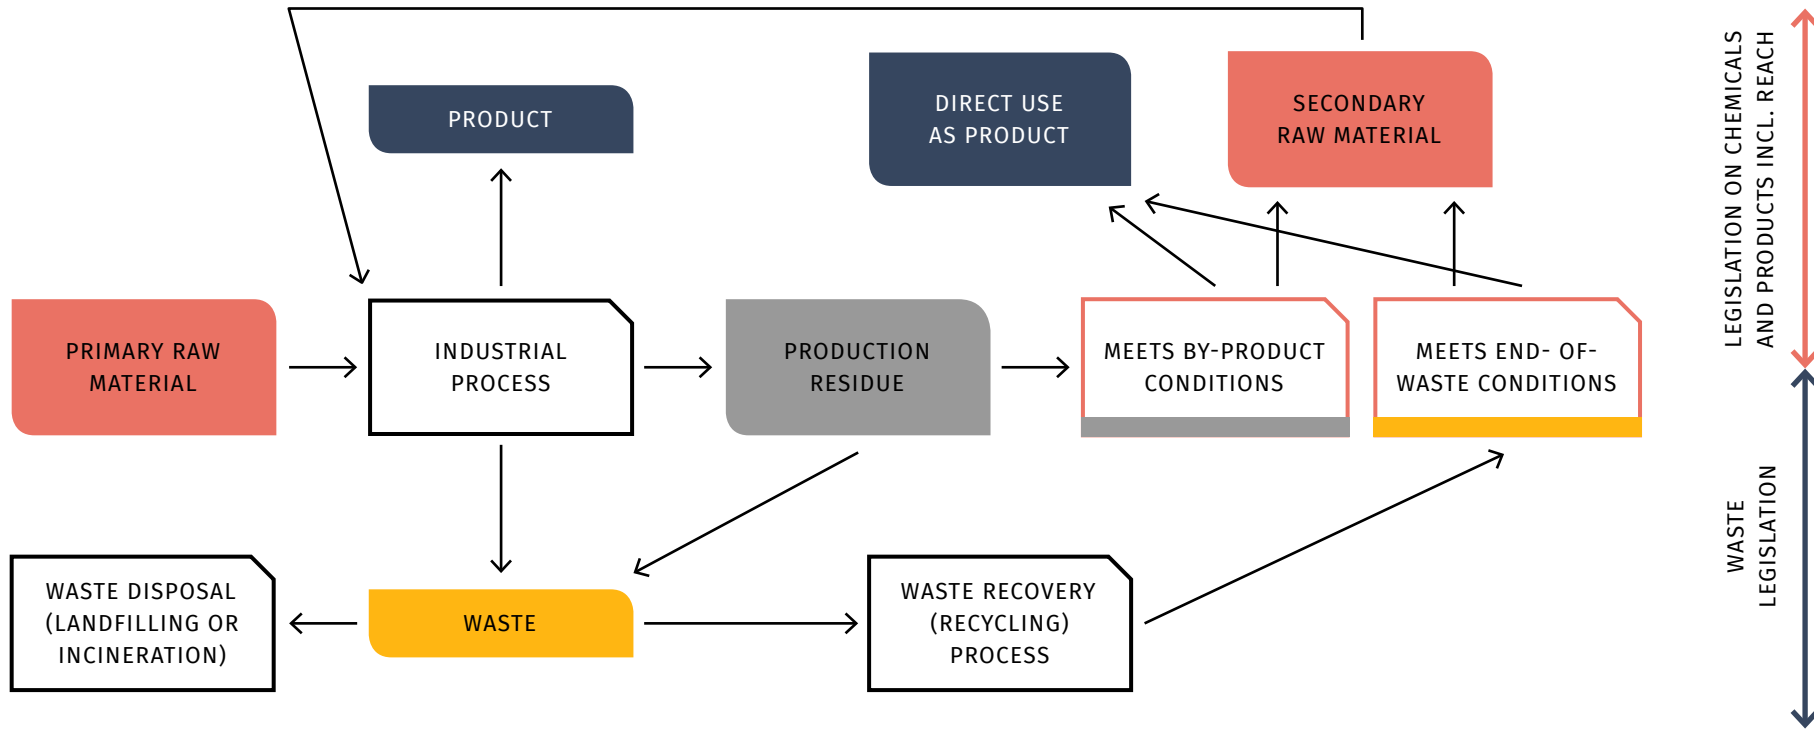 PRODUCT
DIRECT USE
AS PRODUCT
SECONDARY
RAW MATERIAL
LEGISLATION ON CHEMICALS
AND PRODUCTS INCL. REACH
PRIMARY RAW
MATERIAL
INDUSTRIAL
PROCESS
PRODUCTION
RESIDUE
MEETS BY-PRODUCT
CONDITIONS
MEETS END- OF-
WASTE CONDITIONS
WASTE
LEGISLATION
WASTE DISPOSAL
(LANDFILLING OR
INCINERATION)
WASTE
WASTE RECOVERY
(RECYCLING)
PROCESS